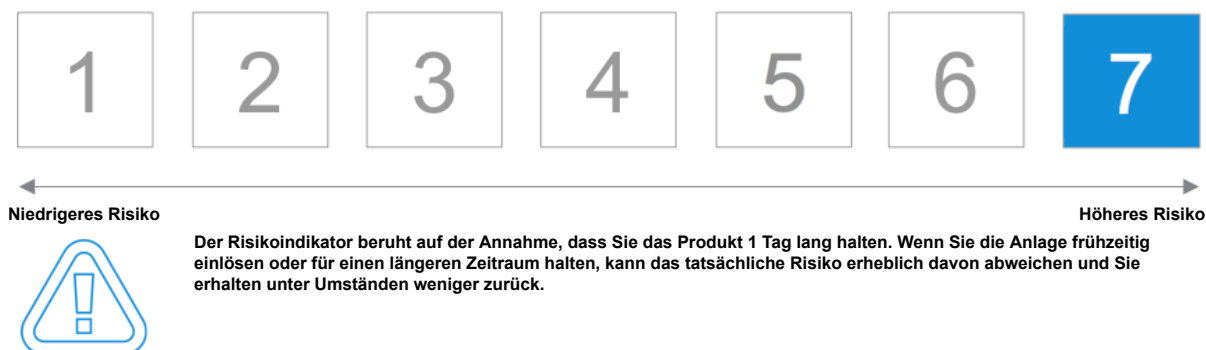 1 2 3 4 5 6 7
Niedrigeres Risiko Höheres Risiko
Der Risikoindikator beruht auf der Annahme, dass Sie das Produkt 1 Tag lang halten. Wenn Sie die Anlage frühzeitig
einlösen oder für einen längeren Zeitraum halten, kann das tatsächliche Risiko erheblich davon abweichen und Sie
erhalten unter Umständen weniger zurück.